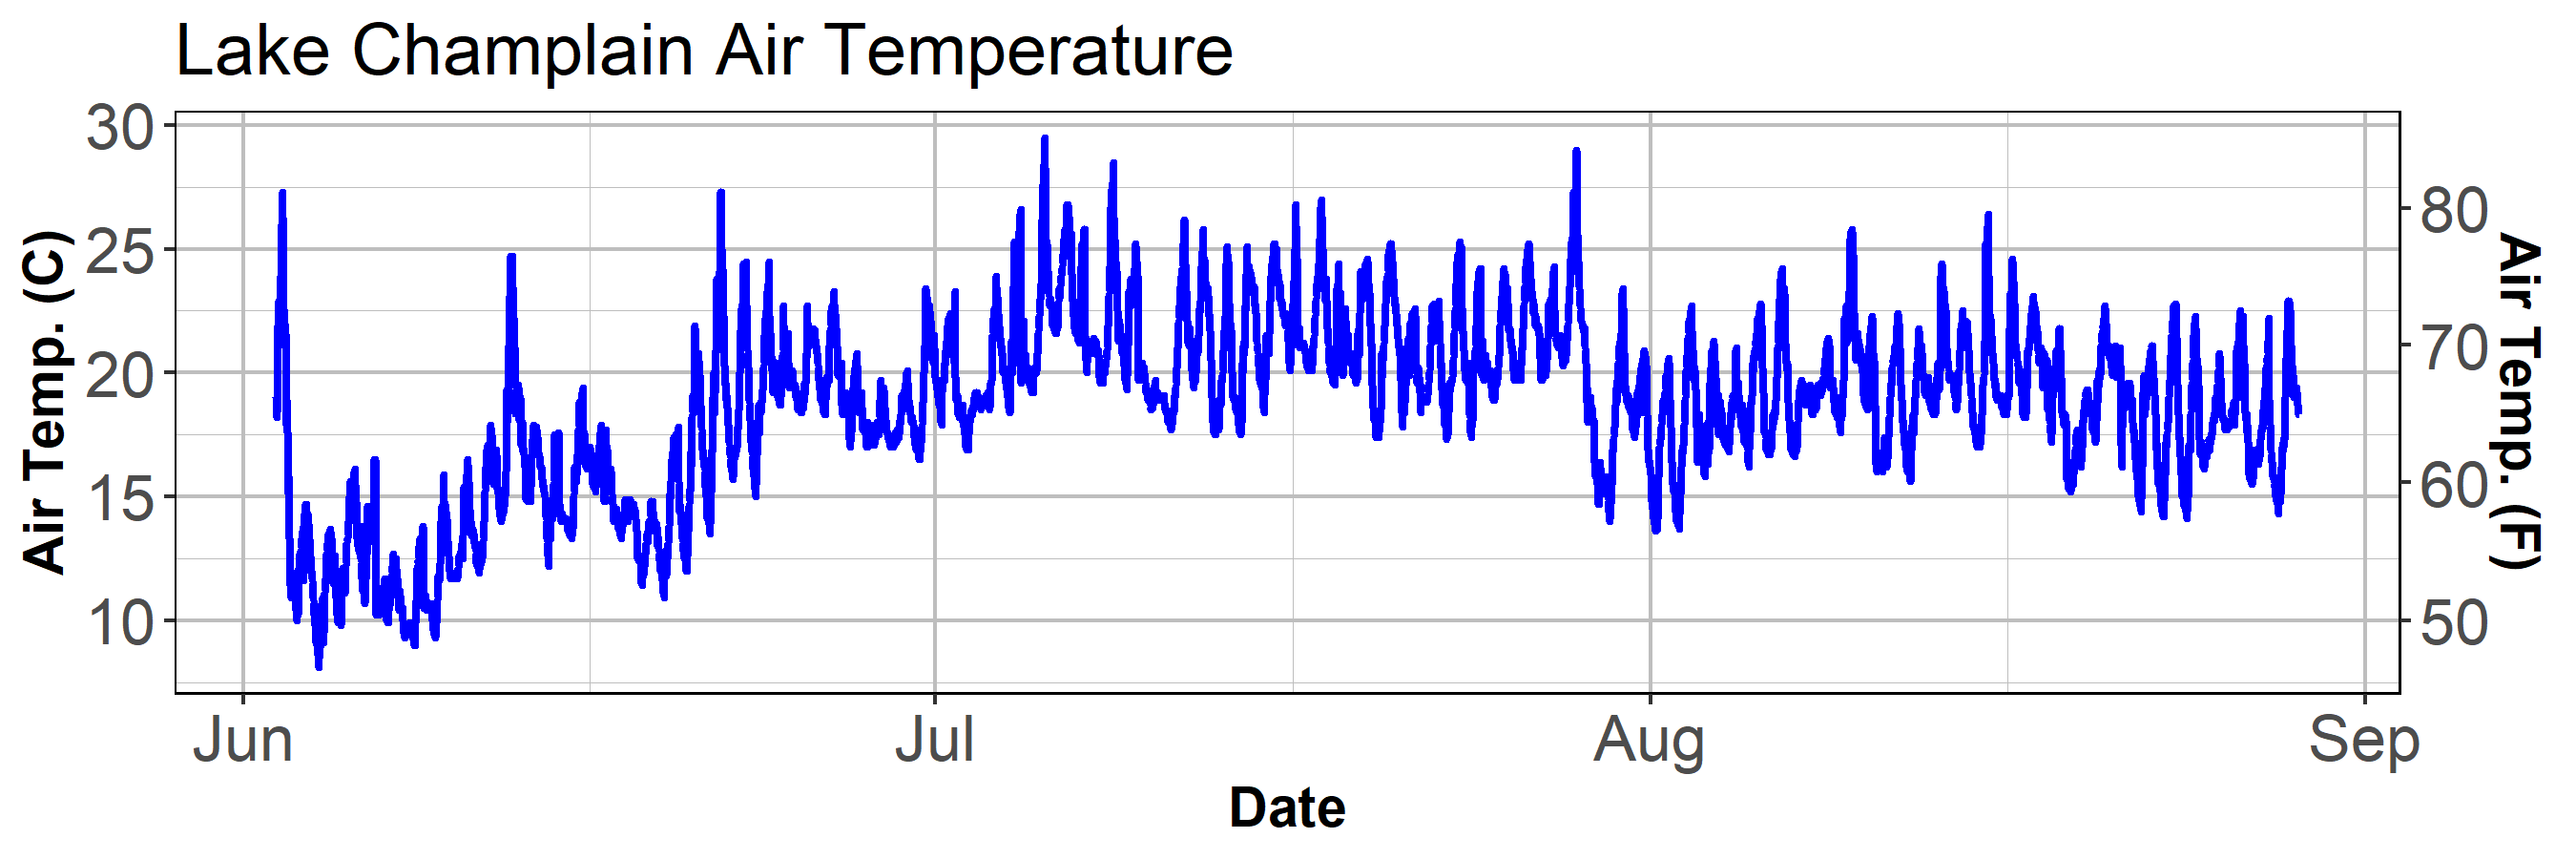 Lake Champlain Air Temperature
30
25
20
15
10
Air Temp. (C)
80
70
60
50
Air Temp. (F)
Jun Jul Aug Sep
Date